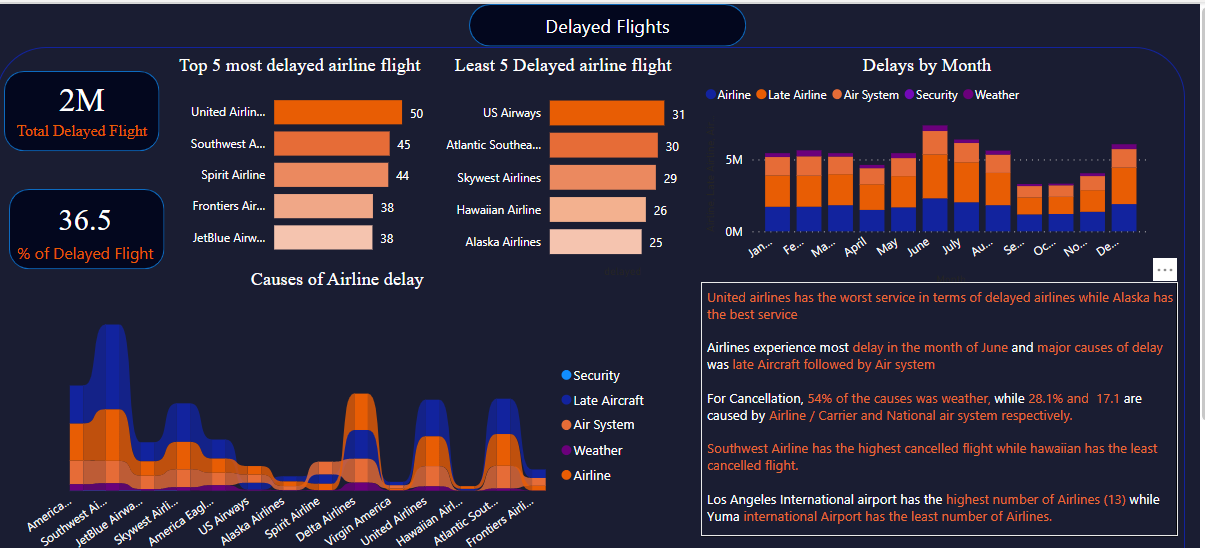 Delayed Flights
2M
Total Delayed Flight
36.5
% of Delayed Flight
Top 5 most delayed airline flight
United Airlin... 50
Southwest A... 45
Spirit Airline 44
Frontiers Air... 38
JetBlue Airw... 38
Least 5 Delayed airline flight
US Airways 31
Atlantic Southea... 30
Skywest Airlines 29
Hawaiian Airline 26
Alaska Airlines 25
Delays by Month
Airline Late Airline Air System Security Weather
5M
0M
Jan... Fe... Ma... April May June July Au... Se... Oc... No... De...
Causes of Airline delay
Security
Late Aircraft
Air System
Weather
Airline
America... Southwest Ai... JetBlue Airwa... Skywest Airli... America Eagl... US Airways Alaska Airlines Spirit Airline Delta Airlines Virgin America United Airlines Hawaiian Airl... Atlantic Sout... Frontiers Airli...
...
United airlines has the worst service in terms of delayed airlines while Alaska has
the best service
Airlines experience most delay in the month of June and major causes of delay
was late Aircraft followed by Air system
For Cancellation, 54% of the causes was weather, while 28.1% and 17.1 are
caused by Airline / Carrier and National air system respectively.
Southwest Airline has the highest cancelled flight while hawaiian has the least
cancelled flight.
Los Angeles International airport has the highest number of Airlines (13) while
Yuma international Airport has the least number of Airlines.